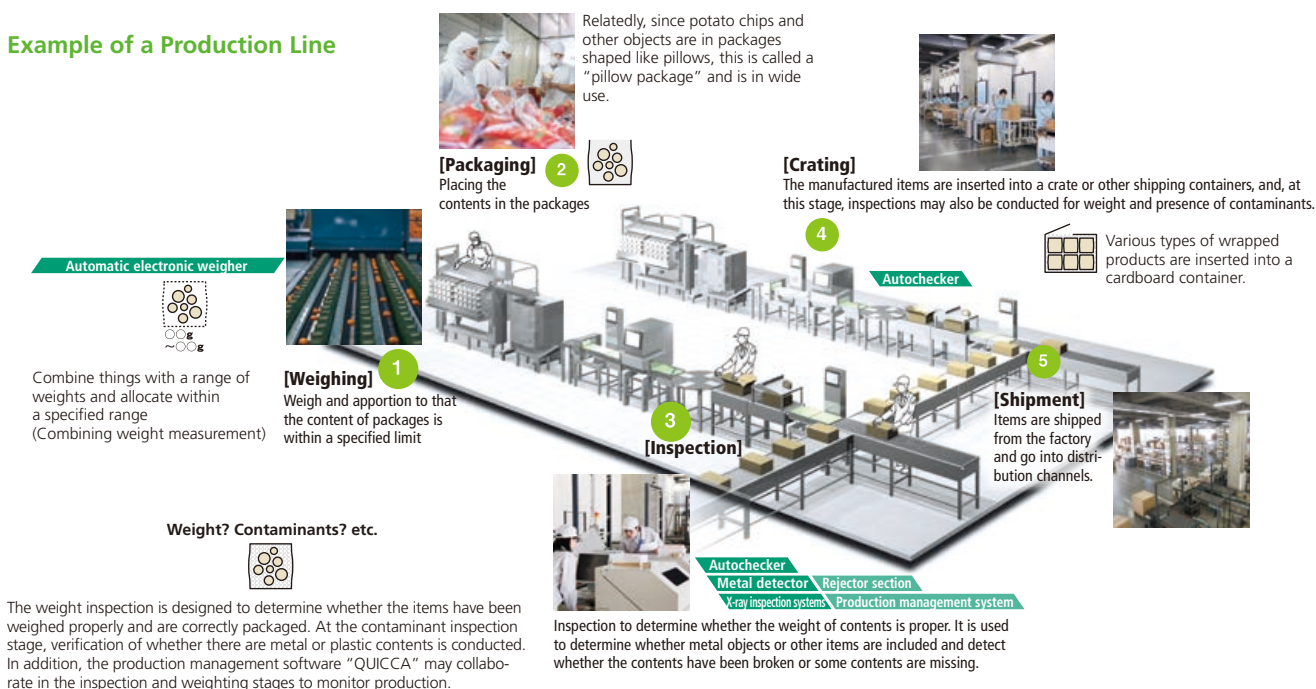 Example of a Production Line
Relatedly, since potato chips and
other objects are in packages
shaped like pillows, this is called a
“pillow package” and is in wide
use.
[Packaging]
2
Placing the
contents in the packages
[Crating]
The manufactured items are inserted into a crate or other shipping containers, and, at
this stage, inspections may also be conducted for weight and presence of contaminants.
4
Various types of wrapped
products are inserted into a
cardboard container.
Autochecker
Automatic electronic weigher
○○g
～○○g
Combine things with a range of
weights and allocate within
a specified range
(Combining weight measurement)
1
[Weighing]
Weigh and apportion to that
the content of packages is
within a specified limit
3
[Inspection]
5
[Shipment]
Items are shipped
from the factory
and go into distri-
bution channels.
Weight? Contaminants? etc.
The weight inspection is designed to determine whether the items have been
weighed properly and are correctly packaged. At the contaminant inspection
stage, verification of whether there are metal or plastic contents is conducted.
In addition, the production management software “QUICCA” may collabo-
rate in the inspection and weighting stages to monitor production.
Autochecker
Metal detector
Rejector section
X-ray inspection systems
Production management system
Inspection to determine whether the weight of contents is proper. It is used
to determine whether metal objects or other items are included and detect
whether the contents have been broken or some contents are missing.